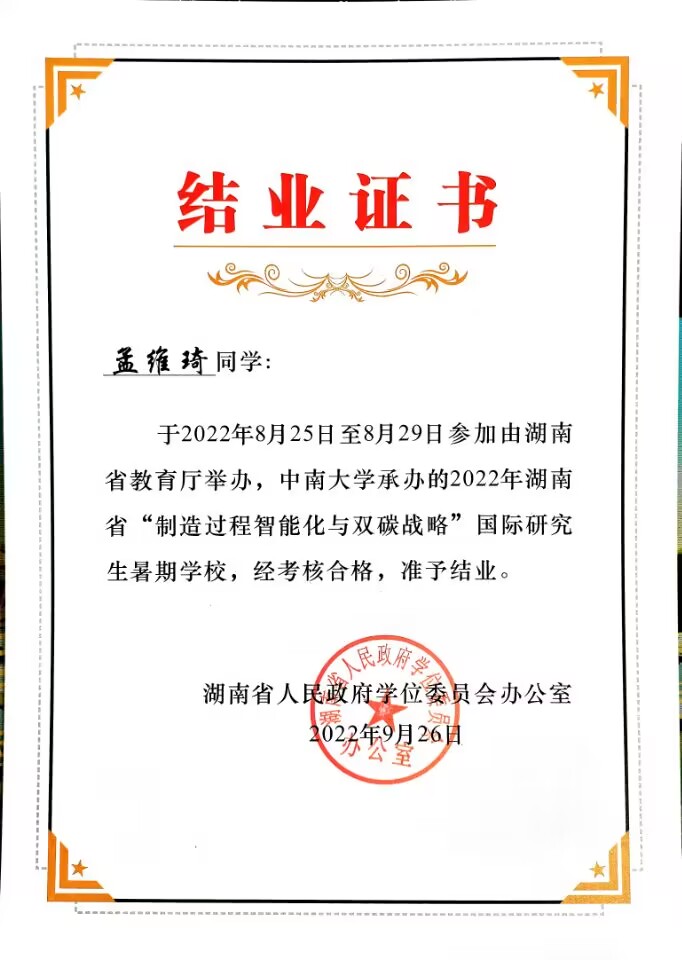 结业证书
孟维琦同学:
于2022年8月25日至8月29日参加由湖南
省教育厅举办，中南大学承办的2022年湖南
省“制造过程智能化与双碳战略”国际研究
生暑期学校，经考核合格，准予结业。
湖南省人民政府学位委员会办公室
2022年9月26日
湖南省人民政府学位委员会
办公室